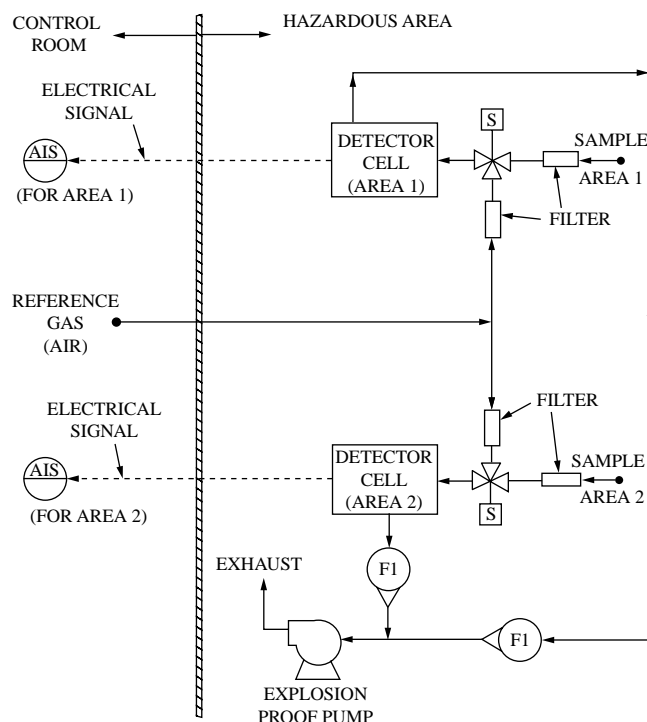 CONTROL
ROOM
HAZARDOUS AREA
ELECTRICAL
SIGNAL
AIS
(FOR AREA 1)
DETECTOR
CELL
(AREA 1)
S
SAMPLE
AREA 1
FILTER
REFERENCE
GAS
(AIR)
ELECTRICAL
SIGNAL
AIS
(FOR AREA 2)
DETECTOR
CELL
(AREA 2)
FILTER
SAMPLE
AREA 2
S
F1
EXHAUST
F1
EXPLOSION
PROOF PUMP